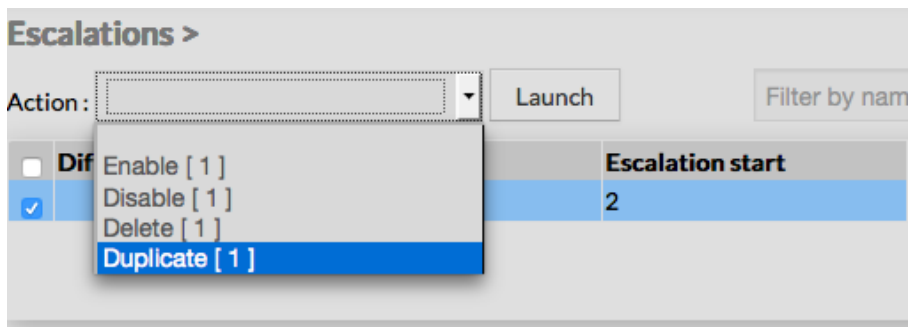 Escalations >
Action : Launch Filter by nam
Dif Escalation start
Enable [ 1 ]
Disable [ 1 ] 2
Delete [ 1 ]
Duplicate [ 1 ]